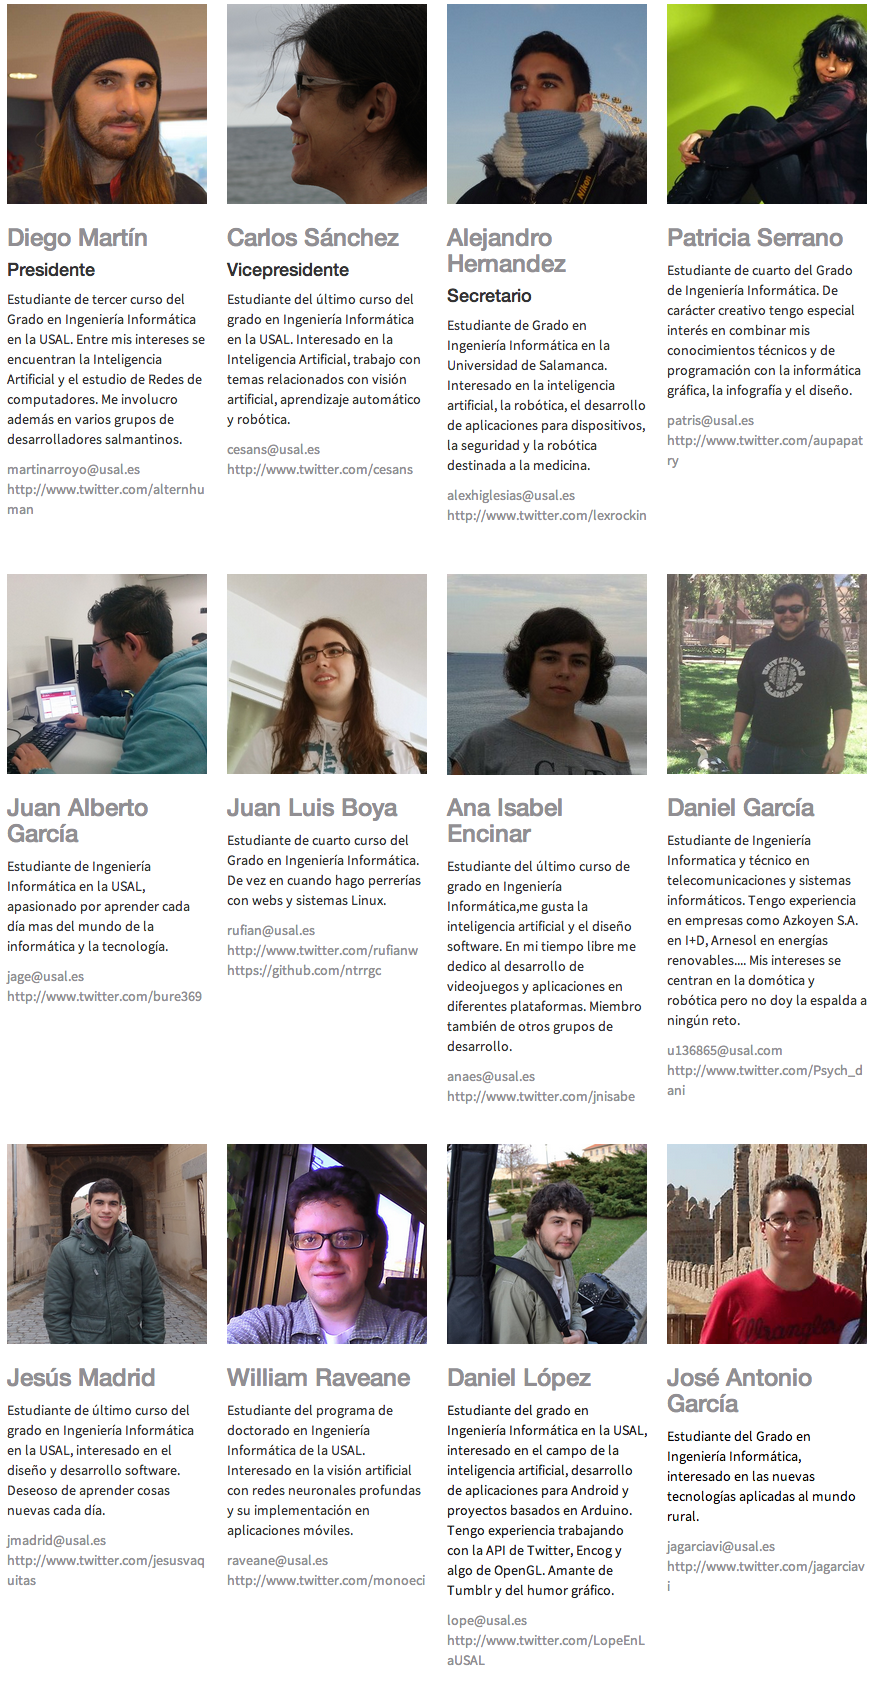 Nikon
Diego Martín
Presidente
Estudiante de tercer curso del
Grado en Ingeniería Informática
en la USAL. Entre mis intereses se
encuentran la Inteligencia
Artificial y el estudio de Redes de
computadores. Me involucro
además en varios grupos de
desarrolladores salmantinos.
martinarroyo@usal.es
http://www.twitter.com/alternhu
man
Carlos Sánchez
Vicepresidente
Estudiante del último curso del
grado en Ingeniería Informática
en la USAL. Interesado en la
Inteligencia Artificial, trabajo con
temas relacionados con visión
artificial, aprendizaje automático
y robótica.
cesans@usal.es
http://www.twitter.com/cesans
Alejandro
Hernandez
Secretario
Estudiante de Grado en
Ingeniería Informática en la
Universidad de Salamanca.
Interesado en la inteligencia
artificial, la robótica, el desarrollo
de aplicaciones para dispositivos,
la seguridad y la robótica
destinada a la medicina.
alexhiglesias@usal.es
http://www.twitter.com/lexrockin
Patricia Serrano
Estudiante de cuarto del Grado
de Ingeniería Informática. De
carácter creativo tengo especial
interés en combinar mis
conocimientos técnicos y de
programación con la informática
gráfica, la infografía y el diseño.
patris@usal.es
http://www.twitter.com/aupapat
ry
Juan Alberto
García
Estudiante de Ingeniería
Informática en la USAL,
apasionado por aprender cada
día mas del mundo de la
informática y la tecnología.
jage@usal.es
http://www.twitter.com/bure369
Juan Luis Boya
Estudiante de cuarto curso del
Grado en Ingeniería Informática.
De vez en cuando hago perrerías
con webs y sistemas Linux.
rufian@usal.es
http://www.twitter.com/rufianw
https://github.com/ntrrgc
Ana Isabel
Encinar
Estudiante del último curso de
grado en Ingeniería
Informática,me gusta la
inteligencia artificial y el diseño
software. En mi tiempo libre me
dedico al desarrollo de
videojuegos y aplicaciones en
diferentes plataformas. Miembro
también de otros grupos de
desarrollo.
anaes@usal.es
http://www.twitter.com/jnisabe
Daniel García
Estudiante de Ingeniería
Informatica y técnico en
telecomunicaciones y sistemas
informáticos. Tengo experiencia
en empresas como Azkoyen S.A.
en I+D, Arnesol en energías
renovables.... Mis intereses se
centran en la domótica y
robótica pero no doy la espalda a
ningún reto.
u136865@usal.com
http://www.twitter.com/Psych_d
ani
Wrangler
Jesús Madrid
Estudiante de último curso del
grado en Ingeniería Informática
en la USAL, interesado en el
diseño y desarrollo software.
Deseoso de aprender cosas
nuevas cada día.
jmadrid@usal.es
http://www.twitter.com/jesusvaq
uitas
William Raveane
Estudiante del programa de
doctorado en Ingeniería
Informática de la USAL.
Interesado en la visión artificial
con redes neuronales profundas
y su implementación en
aplicaciones móviles.
raveane@usal.es
http://www.twitter.com/monoeci
Daniel López
Estudiante del grado en
Ingeniería Informática en la USAL,
interesado en el campo de la
inteligencia artificial, desarrollo
de aplicaciones para Android y
proyectos basados en Arduino.
Tengo experiencia trabajando
con la API de Twitter, Encog y
algo de OpenGL. Amante de
Tumblr y del humor gráfico.
lope@usal.es
http://www.twitter.com/LopeEnL
aUSAL
José Antonio
García
Estudiante del Grado en
Ingeniería Informática,
interesado en las nuevas
tecnologías aplicadas al mundo
rural.
jagarciavi@usal.es
http://www.twitter.com/jagarciav
i